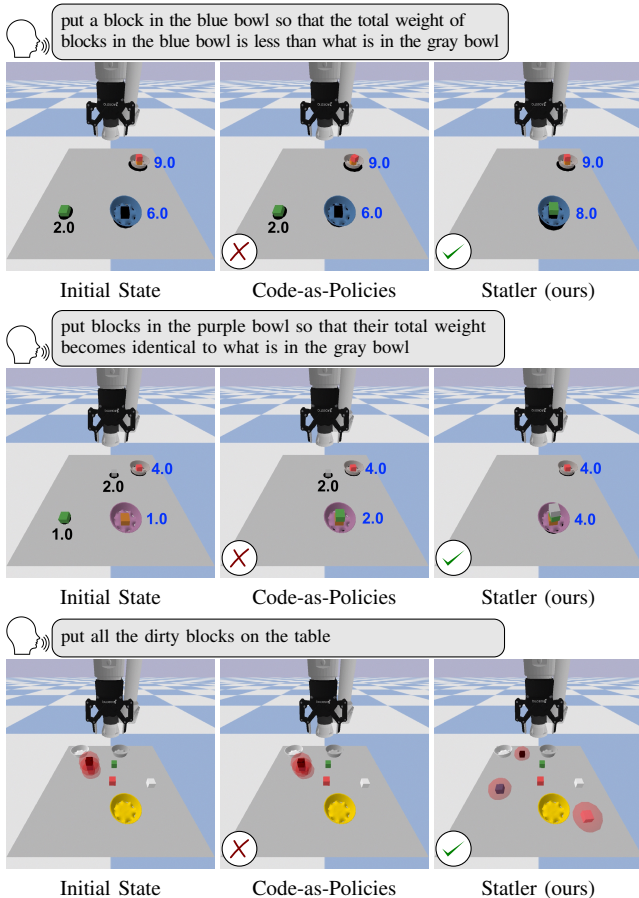 put a block in the blue bowl so that the total weight of
blocks in the blue bowl is less than what is in the gray bowl
9.0
9.0
9.0
6.0
6.0
8.0
2.0
2.0
Initial State
Code-as-Policies
Statler (ours)
put blocks in the purple bowl so that their total weight
becomes identical to what is in the gray bowl
4.0
4.0
4.0
2.0
2.0
1.0
2.0
4.0
1.0
Initial State
Code-as-Policies
Statler (ours)
put all the dirty blocks on the table
Initial State
Code-as-Policies
Statler (ours)